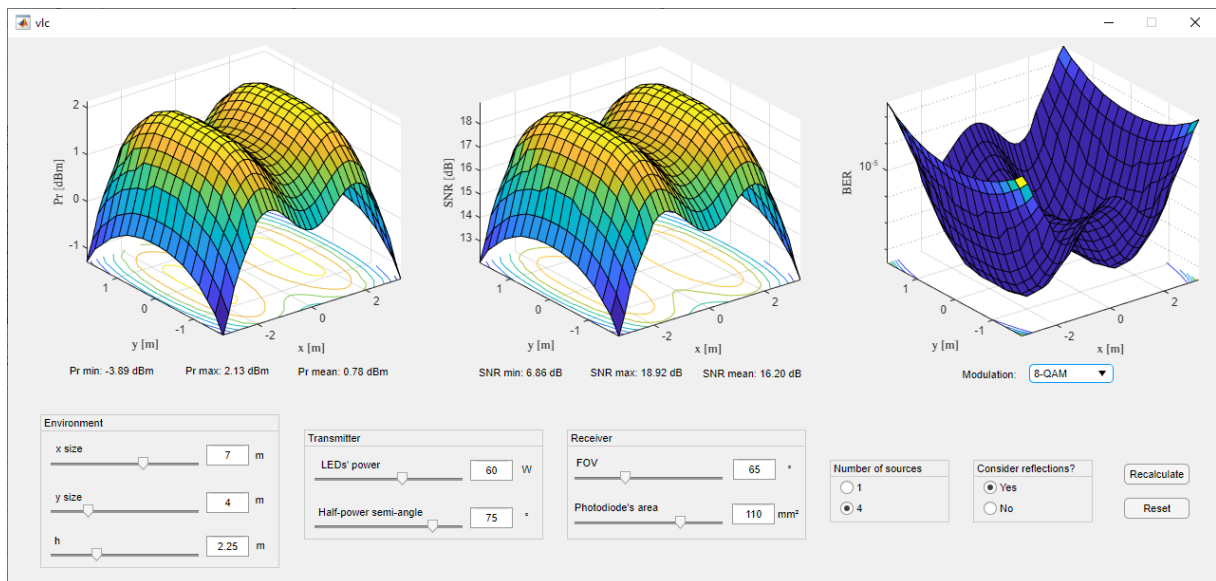 vlc
2
1
0
-1
Pr [dBm]
1
0
-1
y [m]
-2
0
2
x [m]
18
17
16
15
14
13
SNR [dB]
1
0
-1
y [m]
-2
0
2
x [m]
10-5
BER
1
0
-1
y [m]
-2
0
2
x [m]
Pr min: -3.89 dBm Pr max: 2.13 dBm Pr mean: 0.78 dBm
SNR min: 6.86 dB SNR max: 18.92 dB SNR mean: 16.20 dB
Modulation: 8-QAM
Environment
x size
7 m
y size
4 m
h
2.25 m
Transmitter
LEDs' power
60 W
Half-power semi-angle
75 °
Receiver
FOV
65 °
Photodiode's area
110 mm²
Number of sources
1
4
Consider reflections?
Yes
No
Recalculate
Reset